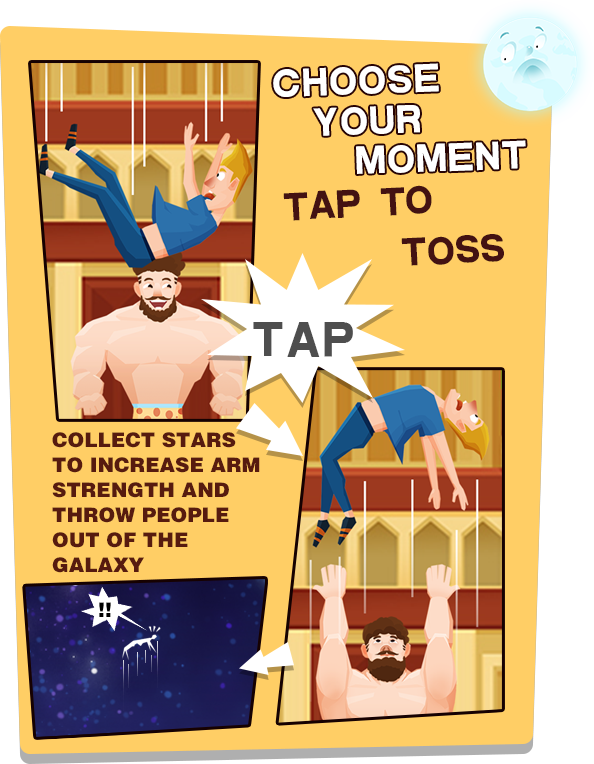 CHOOSE
YOUR
MOMENT
TAP TO
TOSS
TAP
COLLECT STARS
TO INCREASE ARM
STRENGTH AND
THROW PEOPLE
OUT OF THE
GALAXY
!!